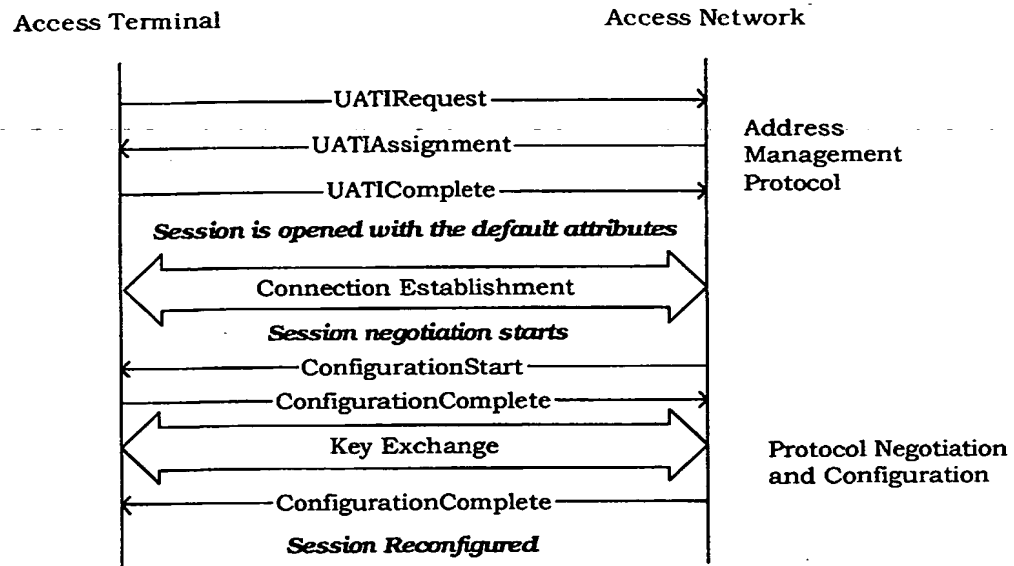 Access Terminal
Access Network
UATIRequest
UATIAssignment
Address
Management
Protocol
UATIComplete
Session is opened with the default attributes
Connection Establishment
Session negotiation starts
ConfigurationStart
ConfigurationComplete
Key Exchange
Protocol Negotiation
and Configuration
ConfigurationComplete
Session Reconfigured